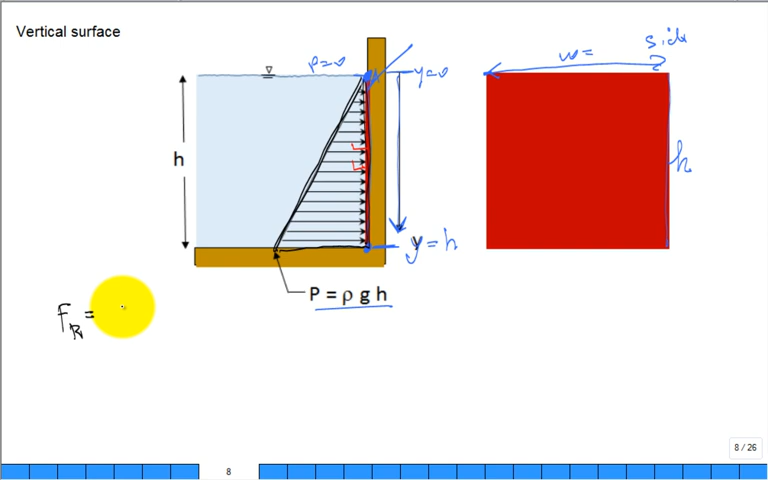 Vertical surface
P=0
y=0
w=
side
h
h
y=h
P = ρ g h
F_R =
8 / 26
8